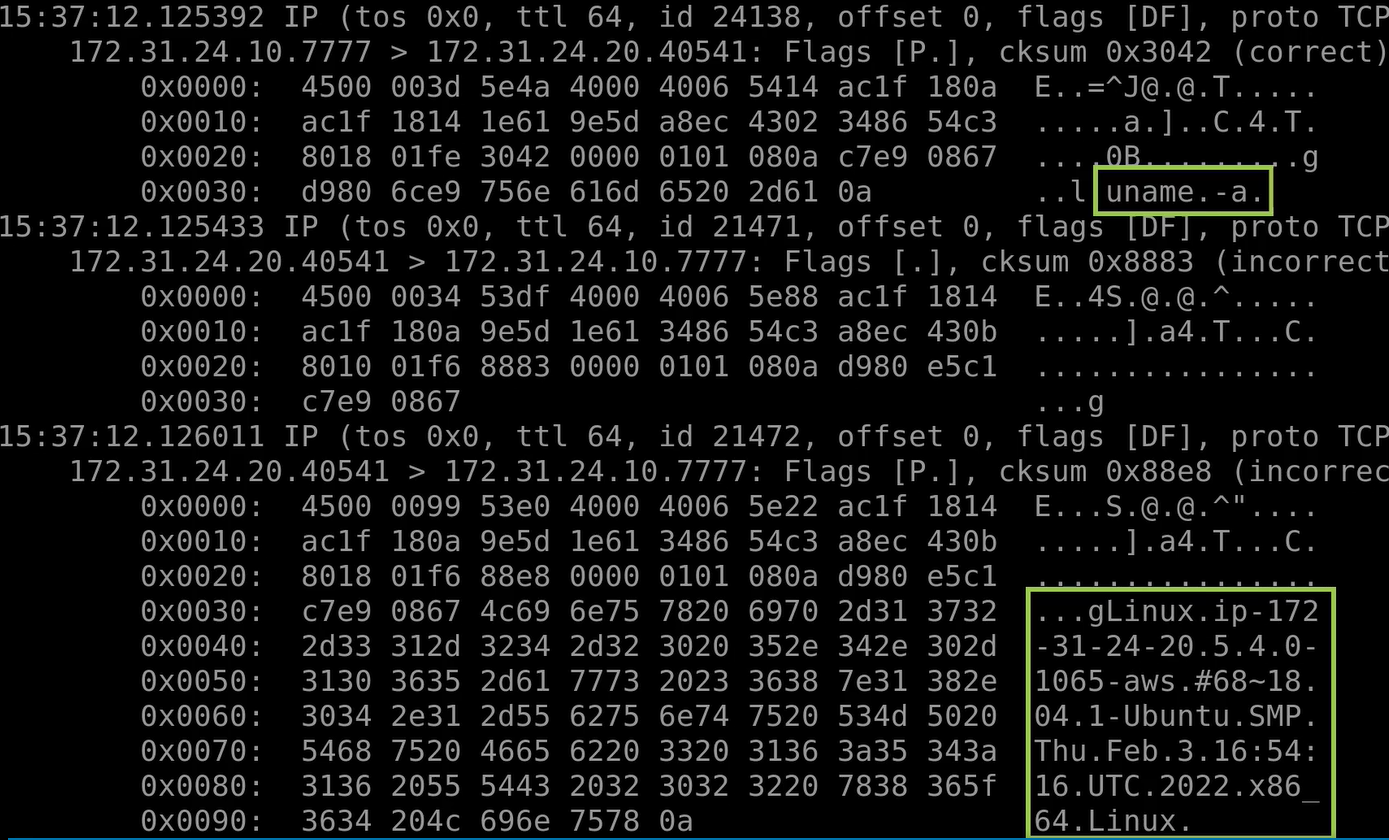 15:37:12.125392 IP (tos 0x0, ttl 64, id 24138, offset 0, flags [DF], proto TCP
172.31.24.10.7777 > 172.31.24.20.40541: Flags [P.], cksum 0x3042 (correct)
0x0000: 4500 003d 5e4a 4000 4006 5414 ac1f 180a E..=^J@.@.T.....
0x0010: ac1f 1814 1e61 9e5d a8ec 4302 3486 54c3 .....a.]..C.4.T.
0x0020: 8018 01fe 3042 0000 0101 080a c7e9 0867 ....0B.........g
0x0030: d980 6ce9 756e 616d 6520 2d61 0a ..l uname.-a.
15:37:12.125433 IP (tos 0x0, ttl 64, id 21471, offset 0, flags [DF], proto TCP
172.31.24.20.40541 > 172.31.24.10.7777: Flags [.], cksum 0x8883 (incorrect
0x0000: 4500 0034 53df 4000 4006 5e88 ac1f 1814 E..4S.@.@.^.....
0x0010: ac1f 180a 9e5d 1e61 3486 54c3 a8ec 430b .....].a4.T...C.
0x0020: 8010 01f6 8883 0000 0101 080a d980 e5c1 ................
0x0030: c7e9 0867 ...g
15:37:12.126011 IP (tos 0x0, ttl 64, id 21472, offset 0, flags [DF], proto TCP
172.31.24.20.40541 > 172.31.24.10.7777: Flags [P.], cksum 0x88e8 (incorrec
0x0000: 4500 0099 53e0 4000 4006 5e22 ac1f 1814 E...S.@.@.^"....
0x0010: ac1f 180a 9e5d 1e61 3486 54c3 a8ec 430b .....].a4.T...C.
0x0020: 8018 01f6 88e8 0000 0101 080a d980 e5c1 ................
0x0030: c7e9 0867 4c69 6e75 7820 6970 2d31 3732 ...gLinux.ip-172
0x0040: 2d33 312d 3234 2d32 3020 352e 342e 302d -31-24-20.5.4.0-
0x0050: 3130 3635 2d61 7773 2023 3638 7e31 382e 1065-aws.#68~18.
0x0060: 3034 2e31 2d55 6275 6e74 7520 534d 5020 04.1-Ubuntu.SMP.
0x0070: 5468 7520 4665 6220 3320 3136 3a35 343a Thu.Feb.3.16:54:
0x0080: 3136 2055 5443 2032 3032 3220 7838 365f 16.UTC.2022.x86_
0x0090: 3634 204c 696e 7578 0a 64.Linux.